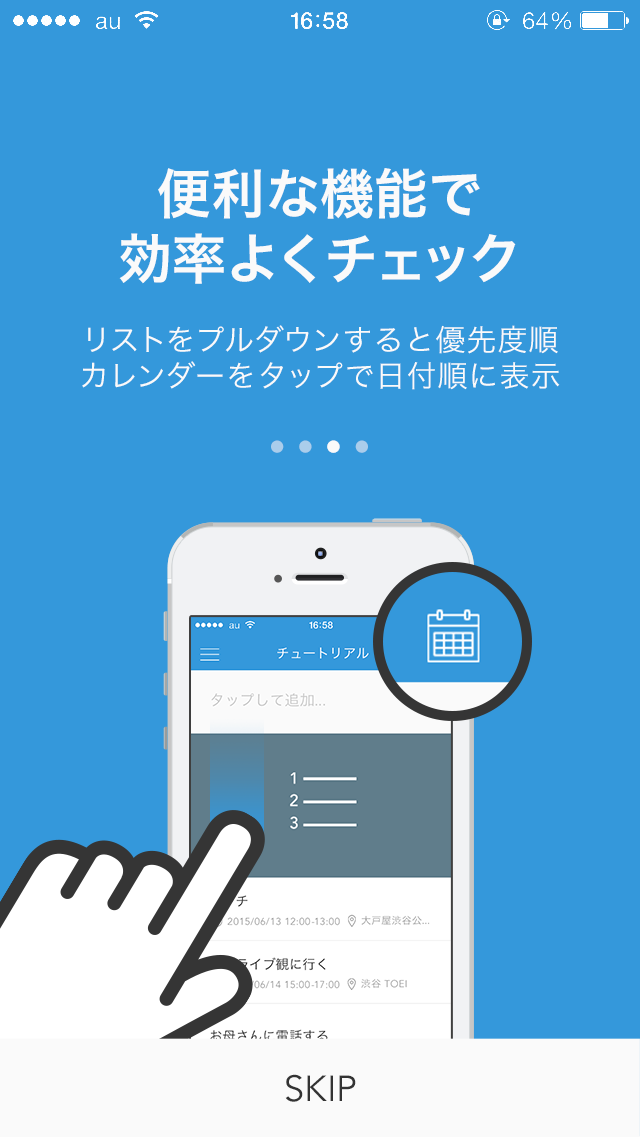 au 16:58 64%
便利な機能で
効率よくチェック
リストをプルダウンすると優先度順
カレンダーをタップで日付順に表示
au 16:58
チュートリアル
タップして追加...
1
2
3
チ
2015/06/13 12:00-13:00 大戸屋渋谷公...
ライブ観に行く
06/14 15:00-17:00 渋谷 TOEI
お母さんに電話する
SKIP